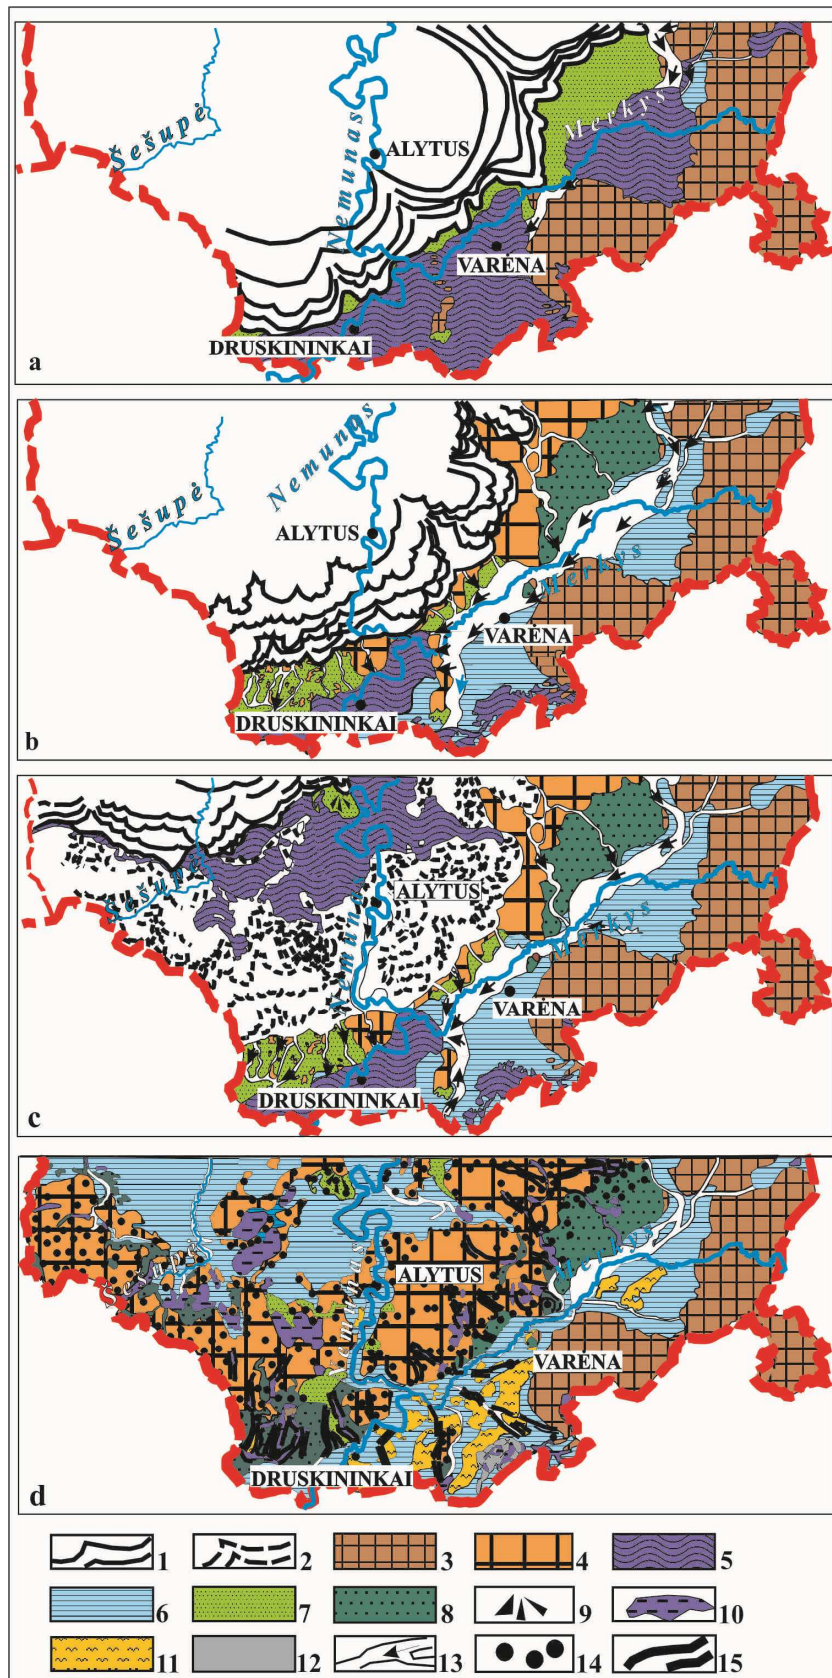 Šešupė
Nemunas
ALYTUS
Merkys
VARĖNA
DRUSKININKAI
a
Nemunas
Šešupė
ALYTUS
Merkys
VARĖNA
DRUSKININKAI
b
Šešupė
Nemunas
ALYTUS
Merkys
VARĖNA
DRUSKININKAI
c
Šešupė
Nemunas
ALYTUS
Merkys
VARĖNA
DRUSKININKAI
d
1 2 3 4 5
6 7 8 9 10
11 12 13 14 15